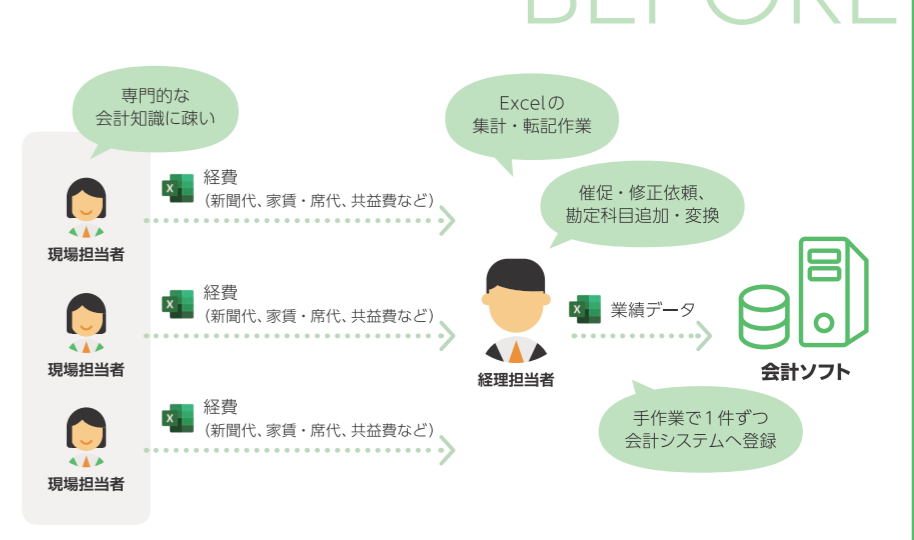 BEFORE
専門的な
会計知識に疎い
Excelの
集計・転記作業
催促・修正依頼、
勘定科目追加・変換
経費
(新聞代、家賃・席代、共益費など)
現場担当者
経費
(新聞代、家賃・席代、共益費など)
現場担当者
経費
(新聞代、家賃・席代、共益費など)
現場担当者
経理担当者
業績データ
会計ソフト
手作業で1件ずつ
会計システムへ登録